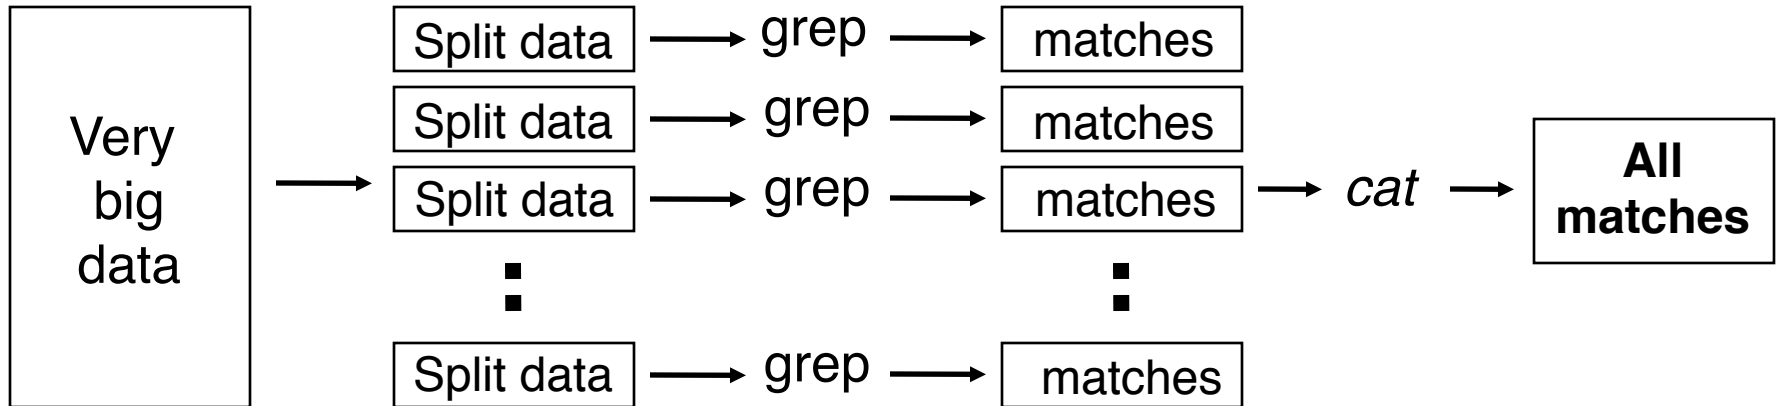 Very
big
data
Split data grep matches
Split data grep matches
Split data grep matches
Split data grep matches
cat
All
matches